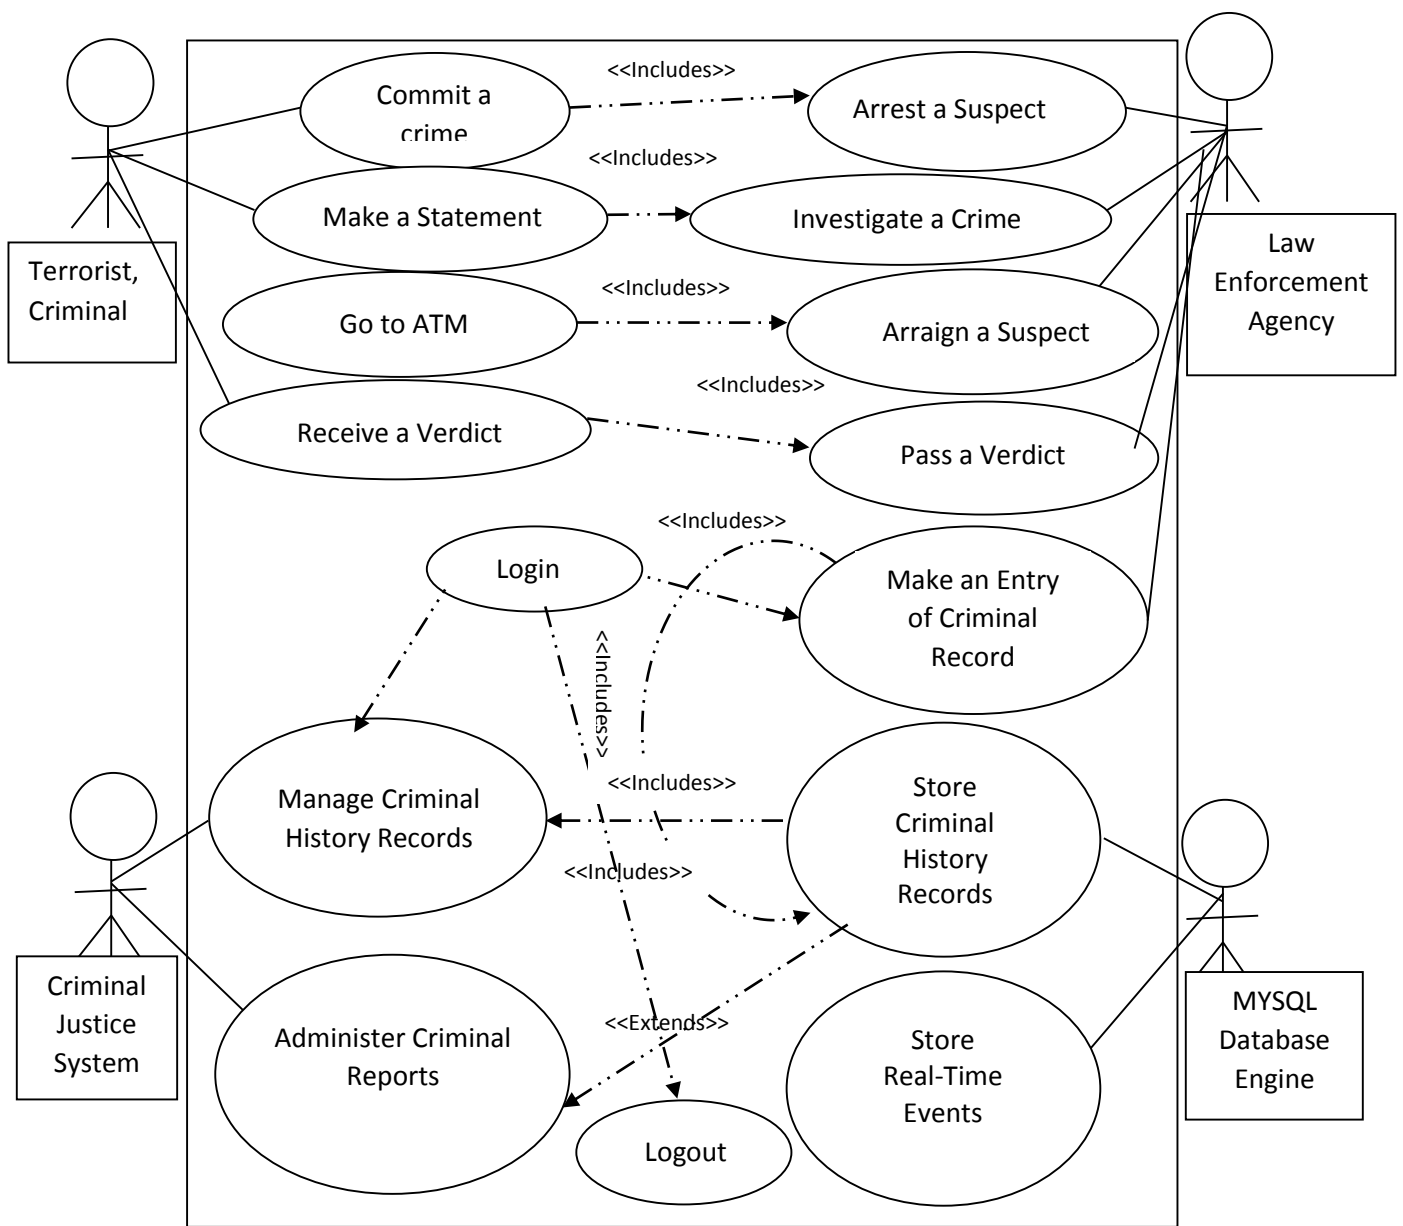 <<Includes>>
Commit a
crime
Arrest a Suspect
<<Includes>>
Make a Statement
Investigate a Crime
Terrorist,
Criminal
Law
Enforcement
Agency
<<Includes>>
Go to ATM
Arraign a Suspect
<<Includes>>
Receive a Verdict
Pass a Verdict
<<Includes>>
Login
Make an Entry
of Criminal
Record
<<Includes>>
Manage Criminal
History Records
<<Includes>>
Store
Criminal
History
Records
<<Includes>>
Criminal
Justice
System
Administer Criminal
Reports
<<Extends>>
Store
Real-Time
Events
MYSQL
Database
Engine
Logout